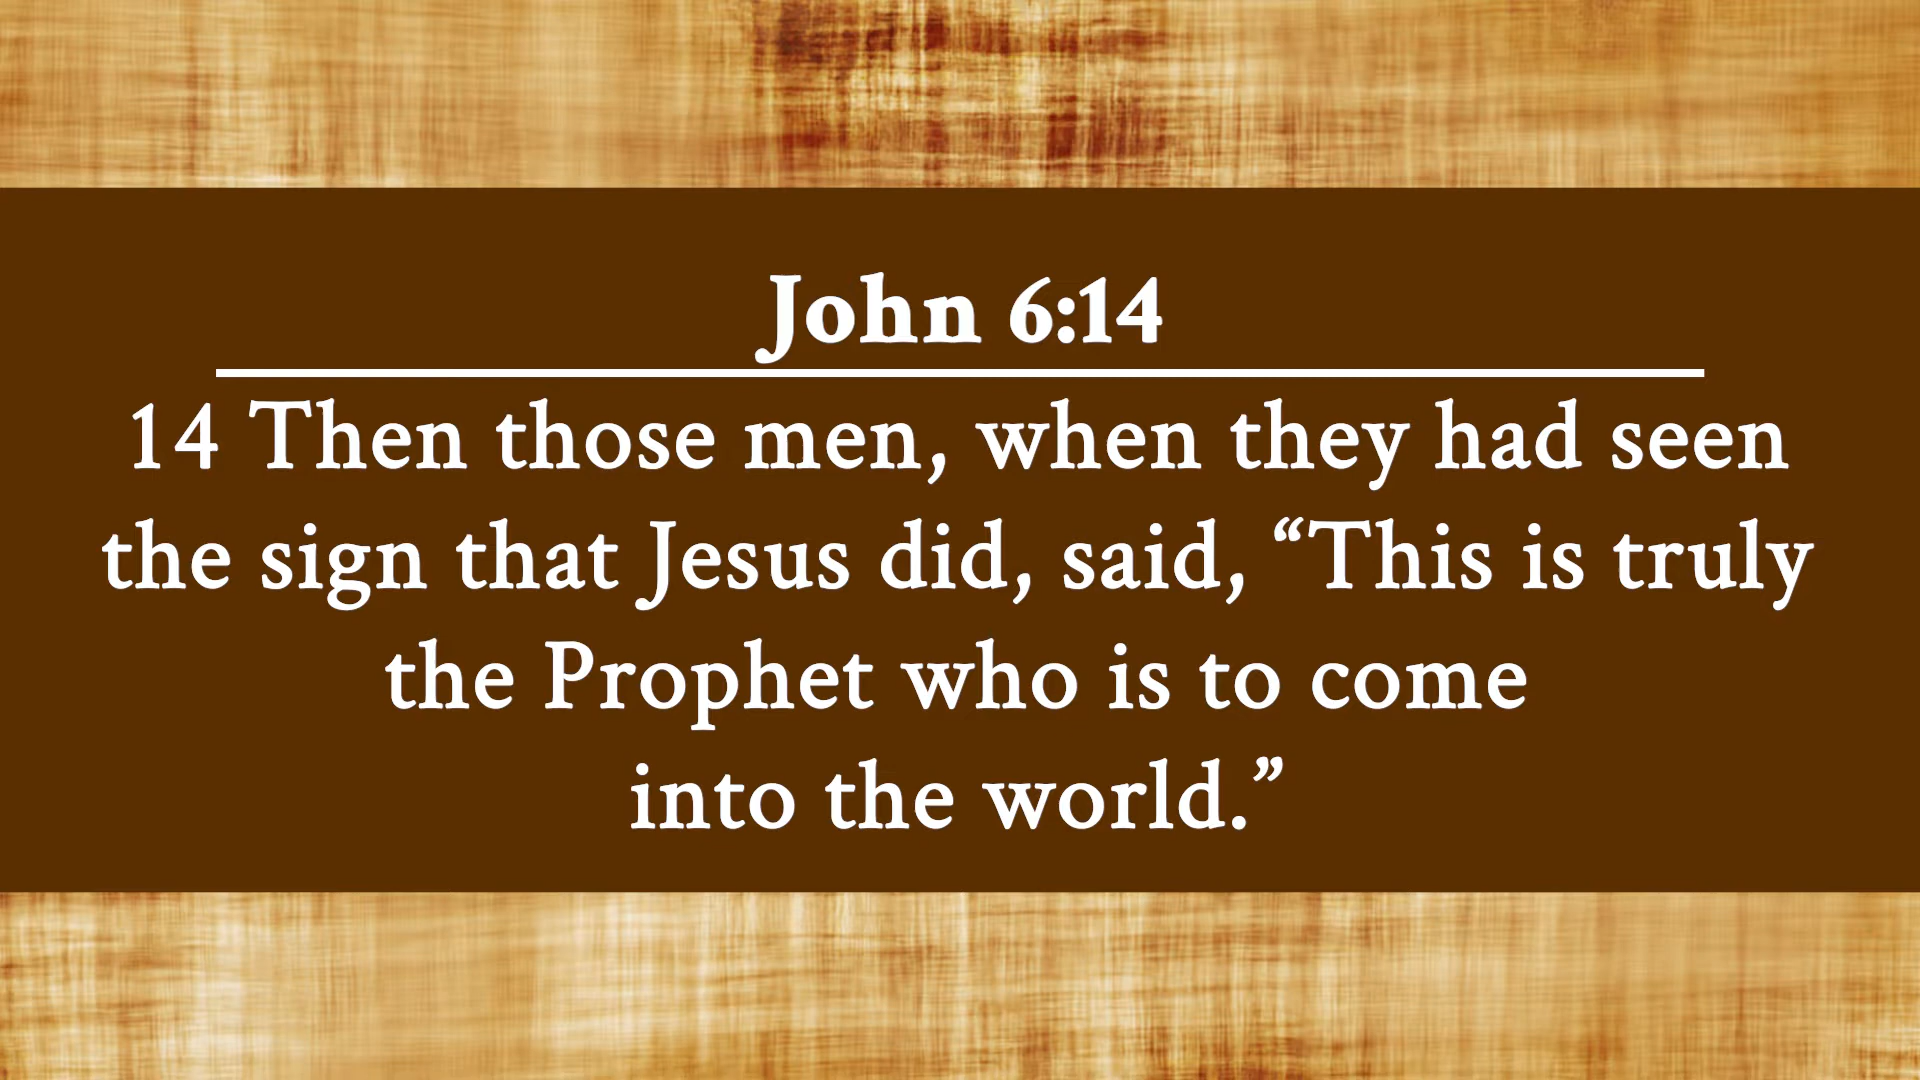 John 6:14
14 Then those men, when they had seen
the sign that Jesus did, said, “This is truly
the Prophet who is to come
into the world.”